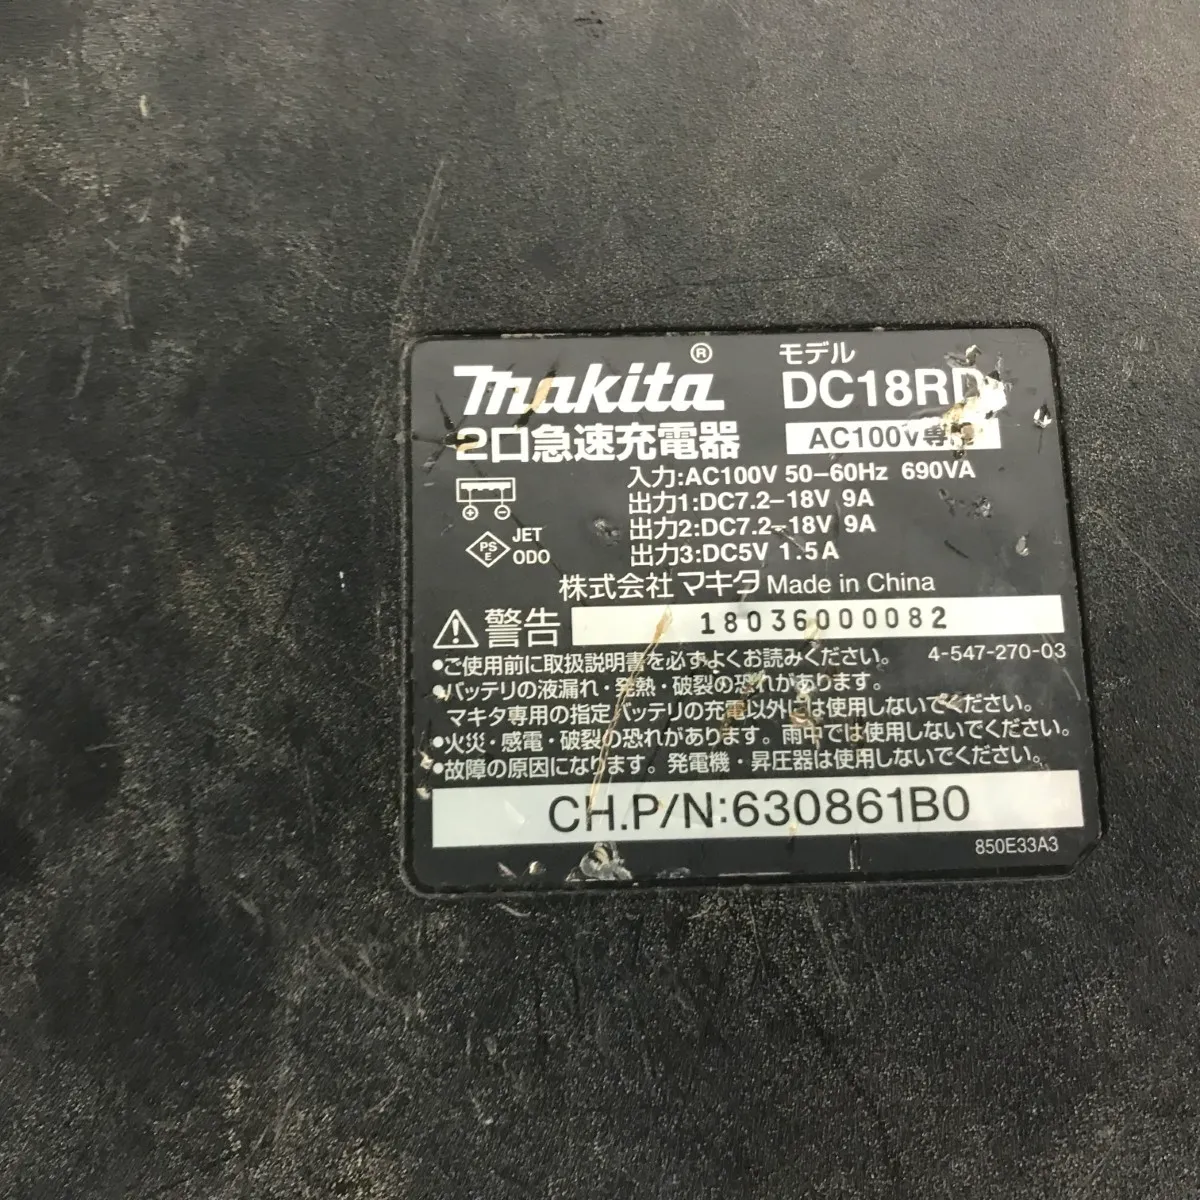 makita®
モデル
DC18RD
2口急速充電器
AC100V専用
入力:AC100V 50-60Hz 690VA
出力1:DC7.2-18V 9A
出力2:DC7.2-18V 9A
出力3:DC5V 1.5A
PSE
JET
ODO
株式会社マキタ Made in China
警告
18036000082
•ご使用前に取扱説明書を必ずよくお読みください。 4-547-270-03
•バッテリの液漏れ・発熱・破裂の恐れがあります。
マキタ専用の指定バッテリの充電以外には使用しないでください。
•火災・感電・破裂の恐れがあります。雨中では使用しないでください。
•故障の原因になります。発電機・昇圧器は使用しないでください。
CH.P/N:630861B0
850E33A3